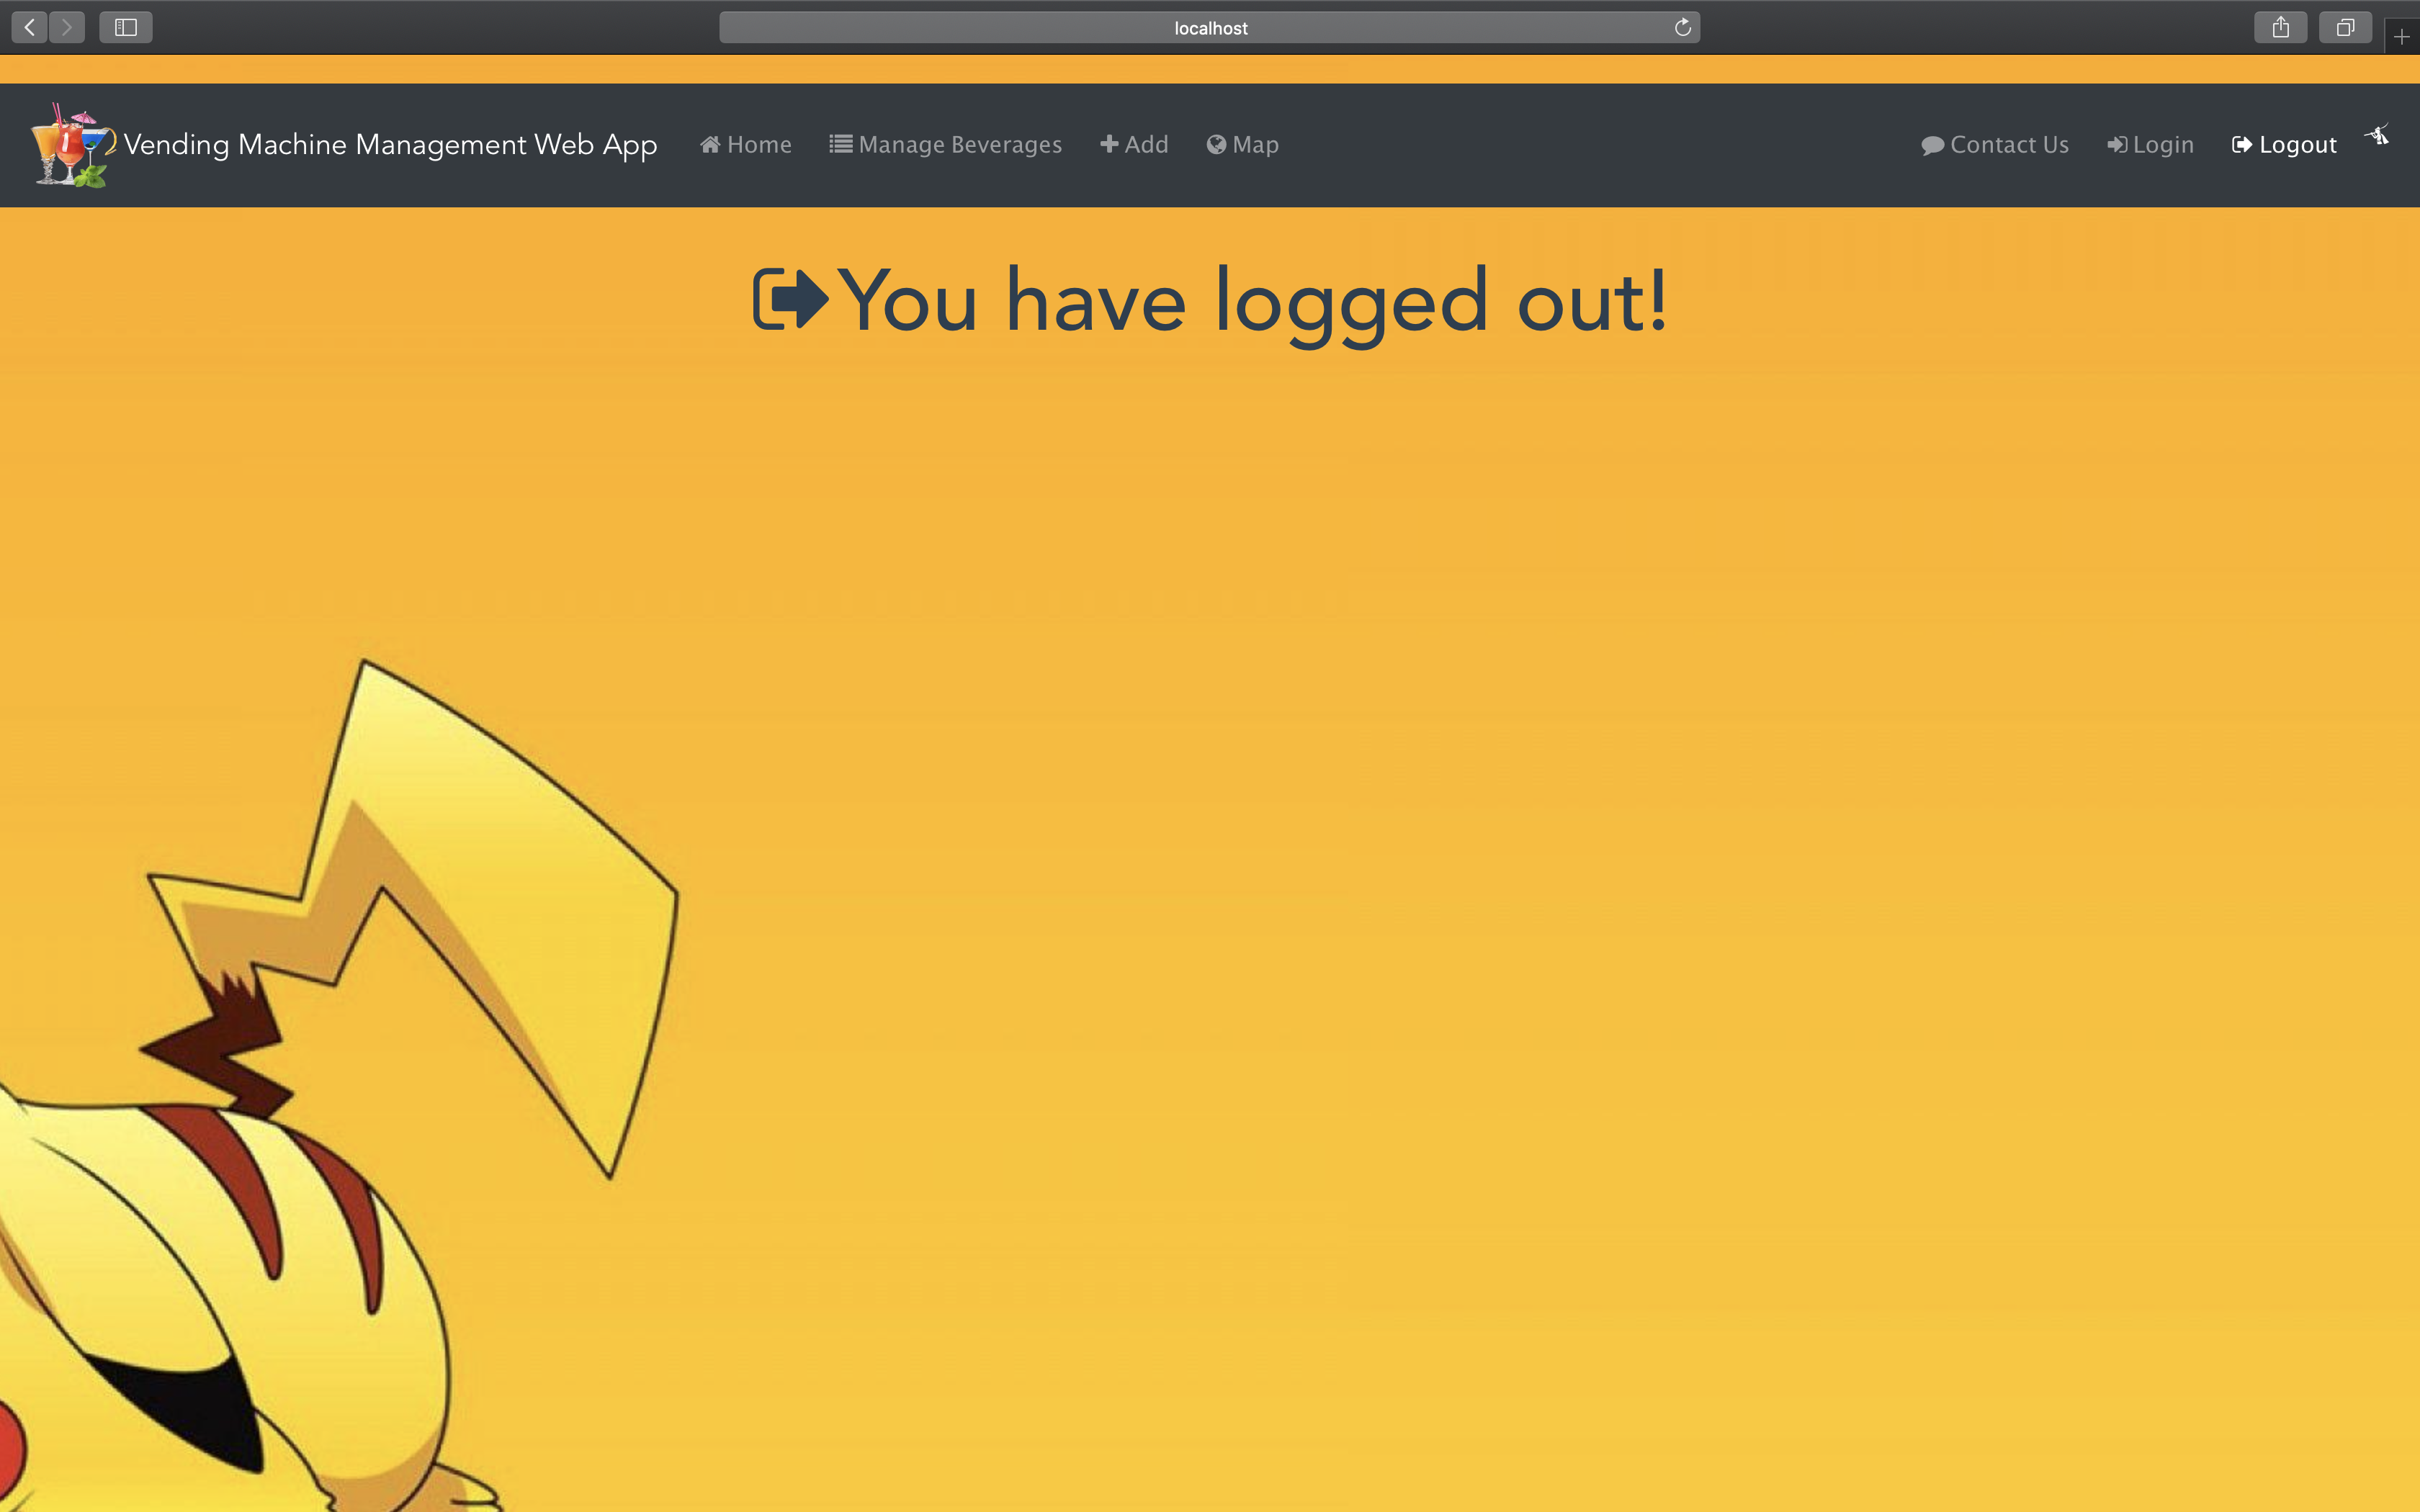 localhost
Vending Machine Management Web App Home Manage Beverages Add Map Contact Us Login Logout
You have logged out!